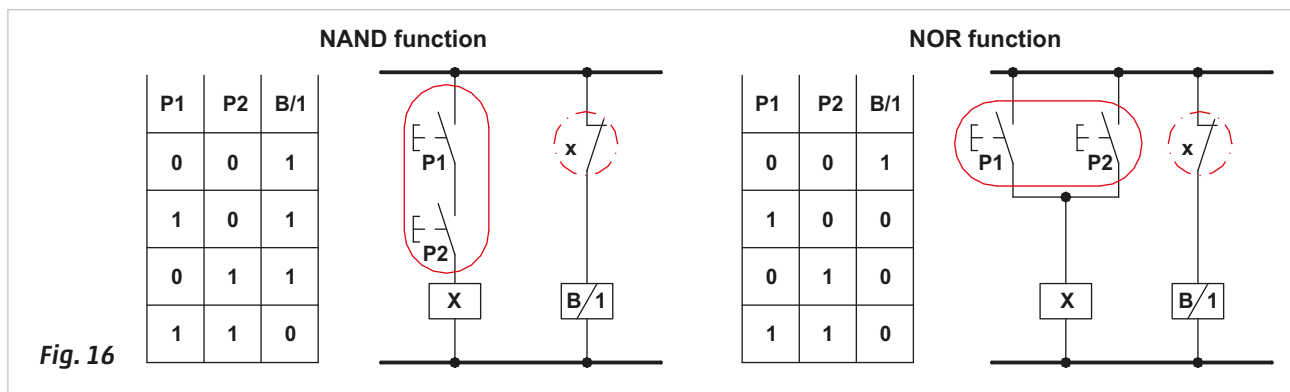 NAND function
P1 P2 B/1
0 0 1
1 0 1
0 1 1
1 1 0
P1
P2
x
X
B/1
NOR function
P1 P2 B/1
0 0 1
1 0 0
0 1 0
1 1 0
P1
P2
x
X
B/1
Fig. 16